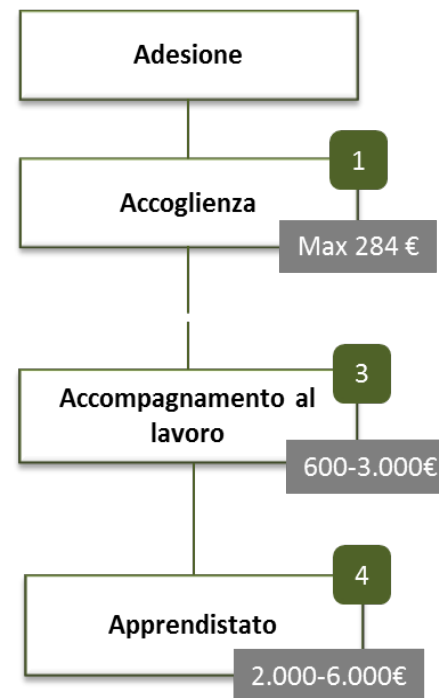 Adesione
1
Accoglienza
Max 284 €
3
Accompagnamento al
lavoro
600-3.000€
4
Apprendistato
2.000-6.000€